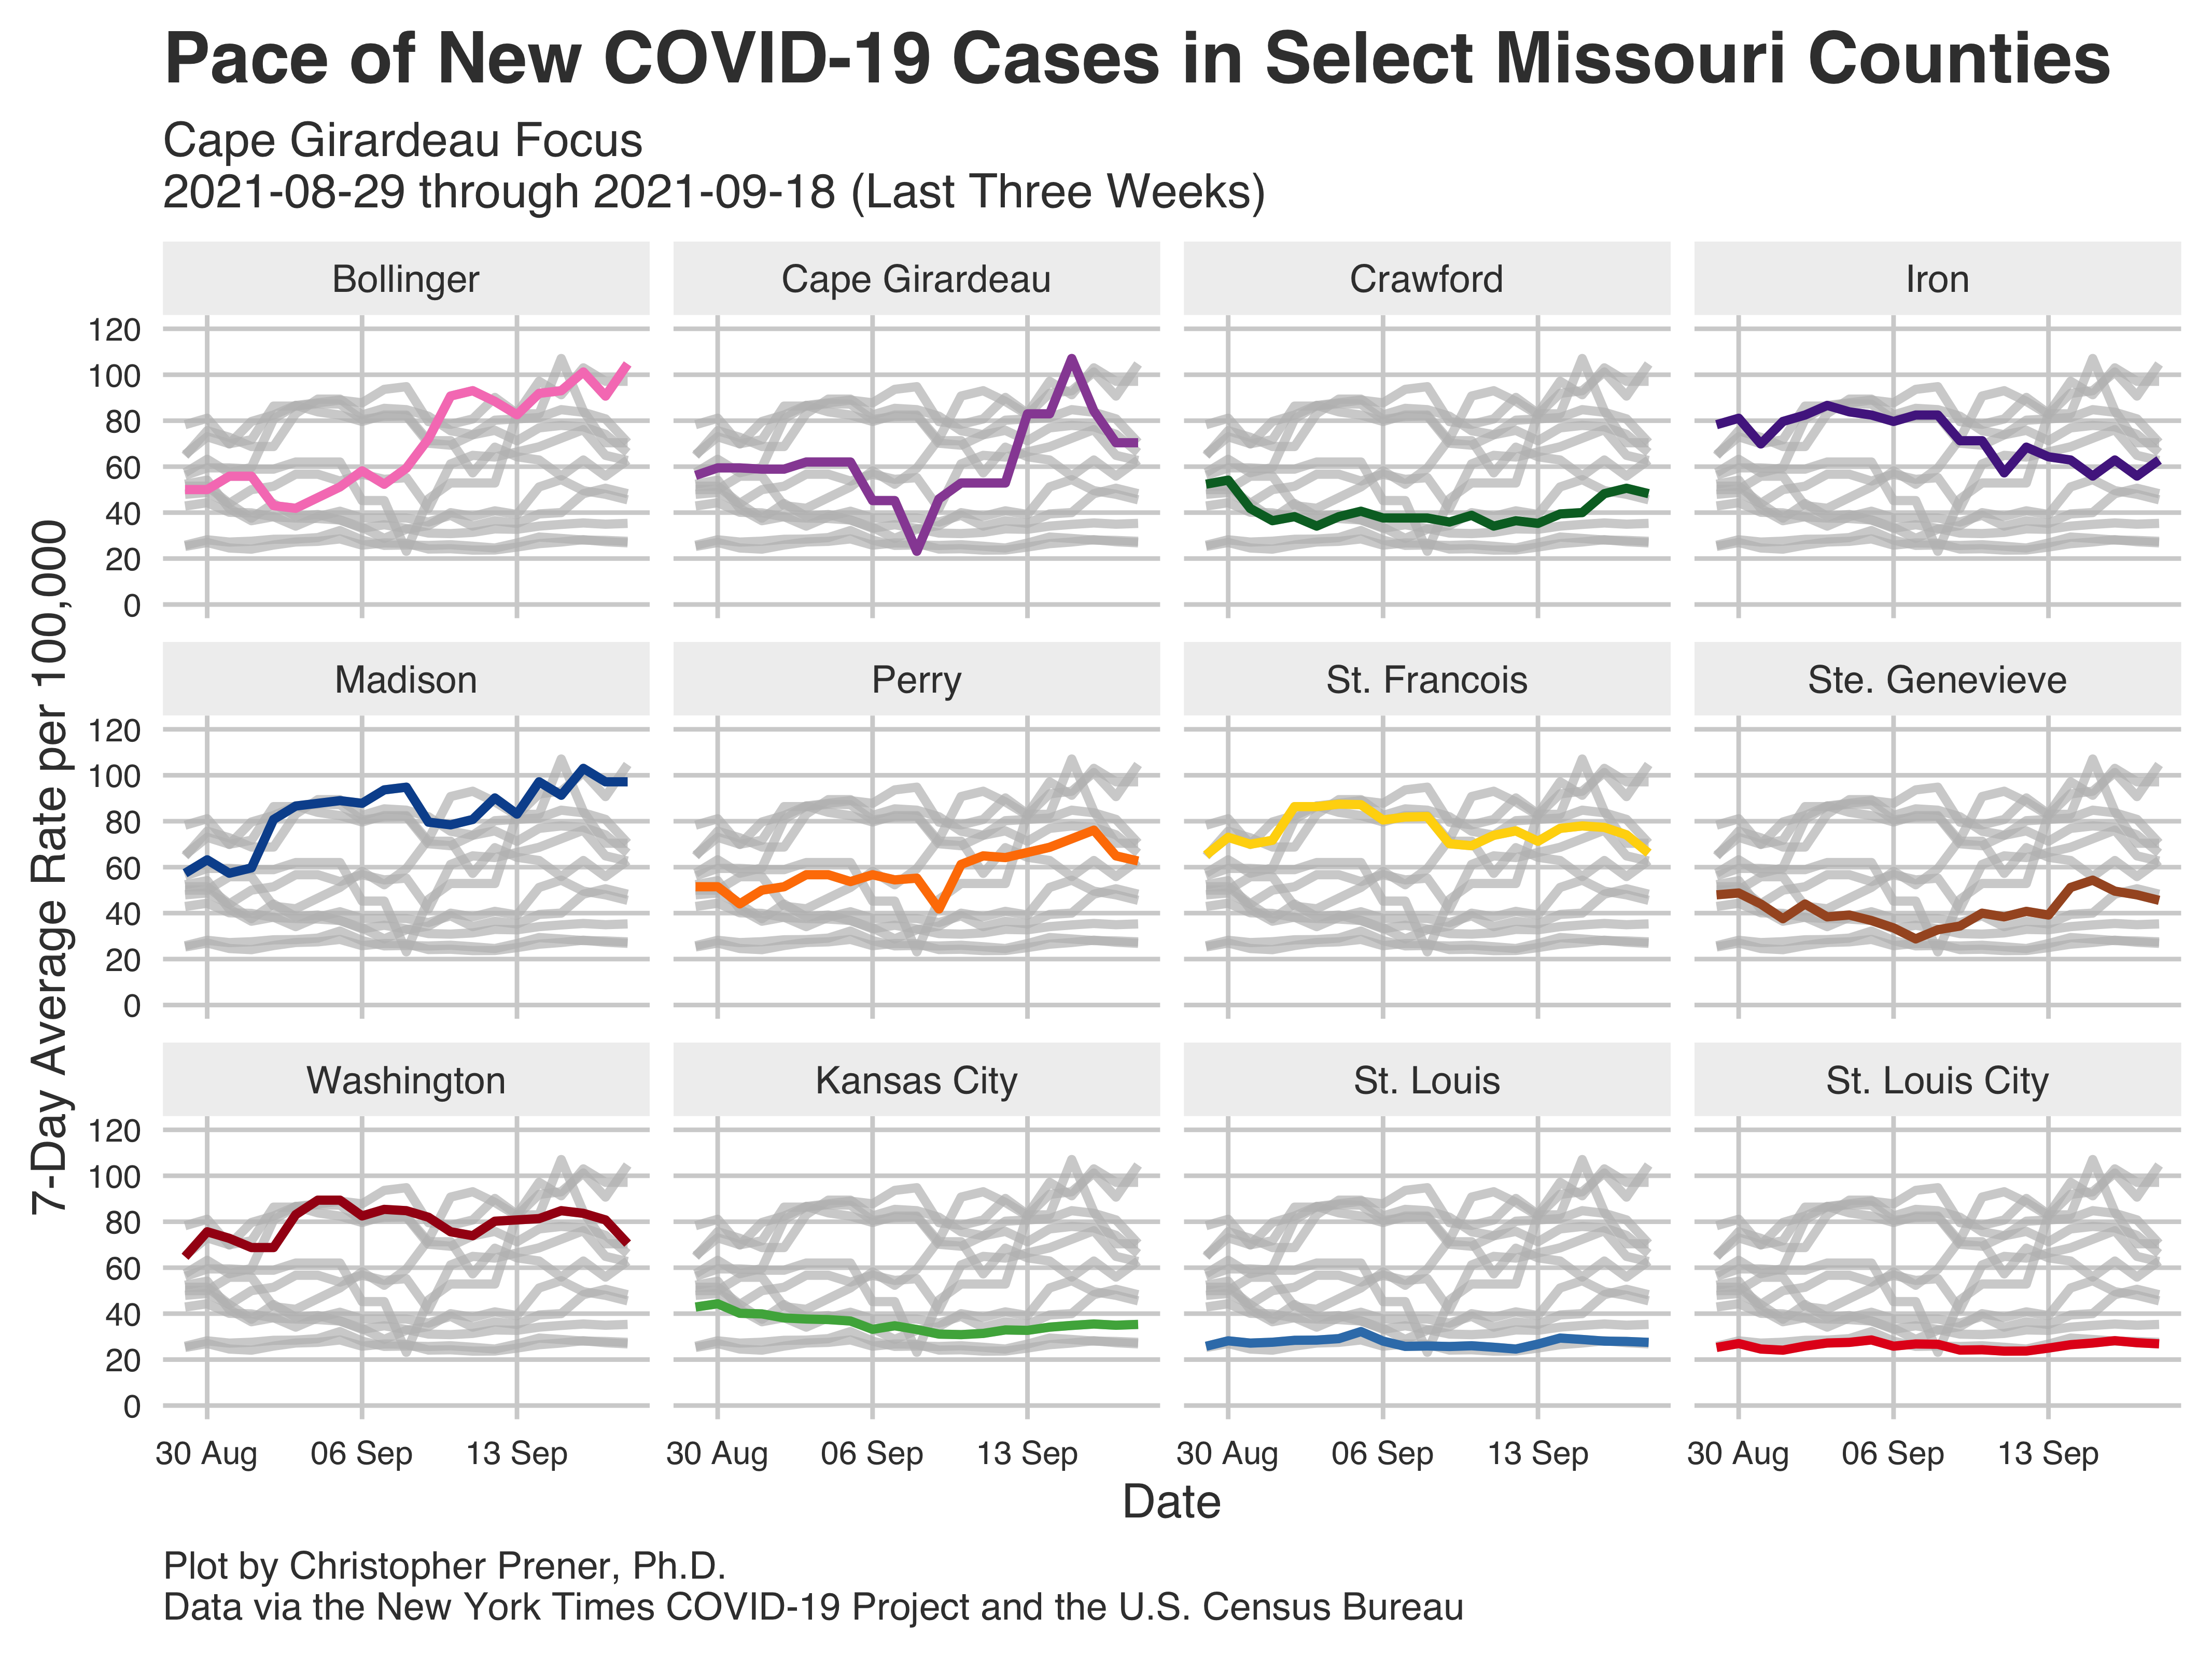 Pace of New COVID-19 Cases in Select Missouri Counties
Cape Girardeau Focus
2021-08-29 through 2021-09-18 (Last Three Weeks)
7-Day Average Rate per 100,000
Bollinger
Cape Girardeau
Crawford
Iron
120
100
80
60
40
20
0
Madison
Perry
St. Francois
Ste. Genevieve
120
100
80
60
40
20
0
Washington
Kansas City
St. Louis
St. Louis City
120
100
80
60
40
20
0
30 Aug 06 Sep 13 Sep 30 Aug 06 Sep 13 Sep 30 Aug 06 Sep 13 Sep 30 Aug 06 Sep 13 Sep
Date
Plot by Christopher Prener, Ph.D.
Data via the New York Times COVID-19 Project and the U.S. Census Bureau